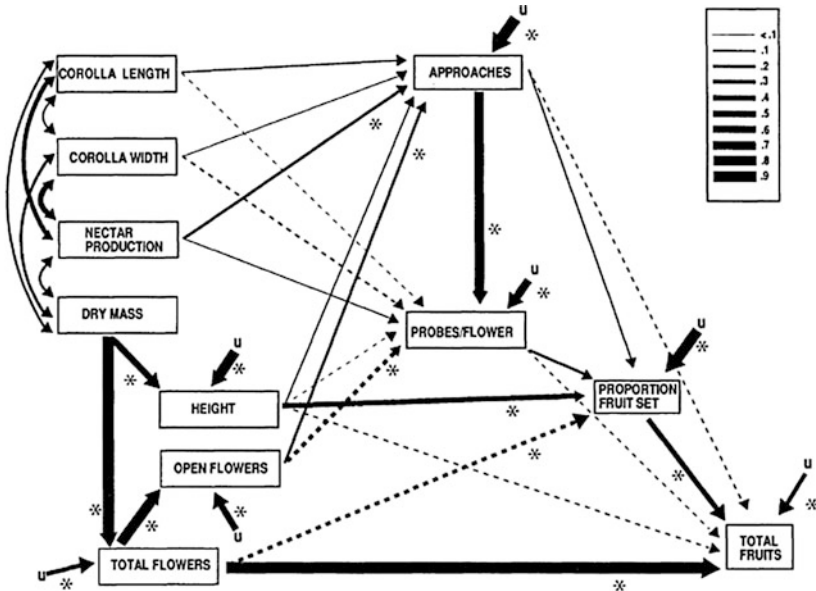 u
*
< .1
.1
.2
.3
.4
.5
.6
.7
.8
.9
COROLLA LENGTH
APPROACHES
*
*
COROLLA WIDTH
NECTAR
PRODUCTION
*
u
*
DRY MASS
PROBES/FLOWER
u
*
*
u
*
*
PROPORTION
FRUIT SET
HEIGHT
*
*
OPEN FLOWERS
*
u
*
*
*
u
*
TOTAL
FRUITS
u
*
TOTAL FLOWERS
*